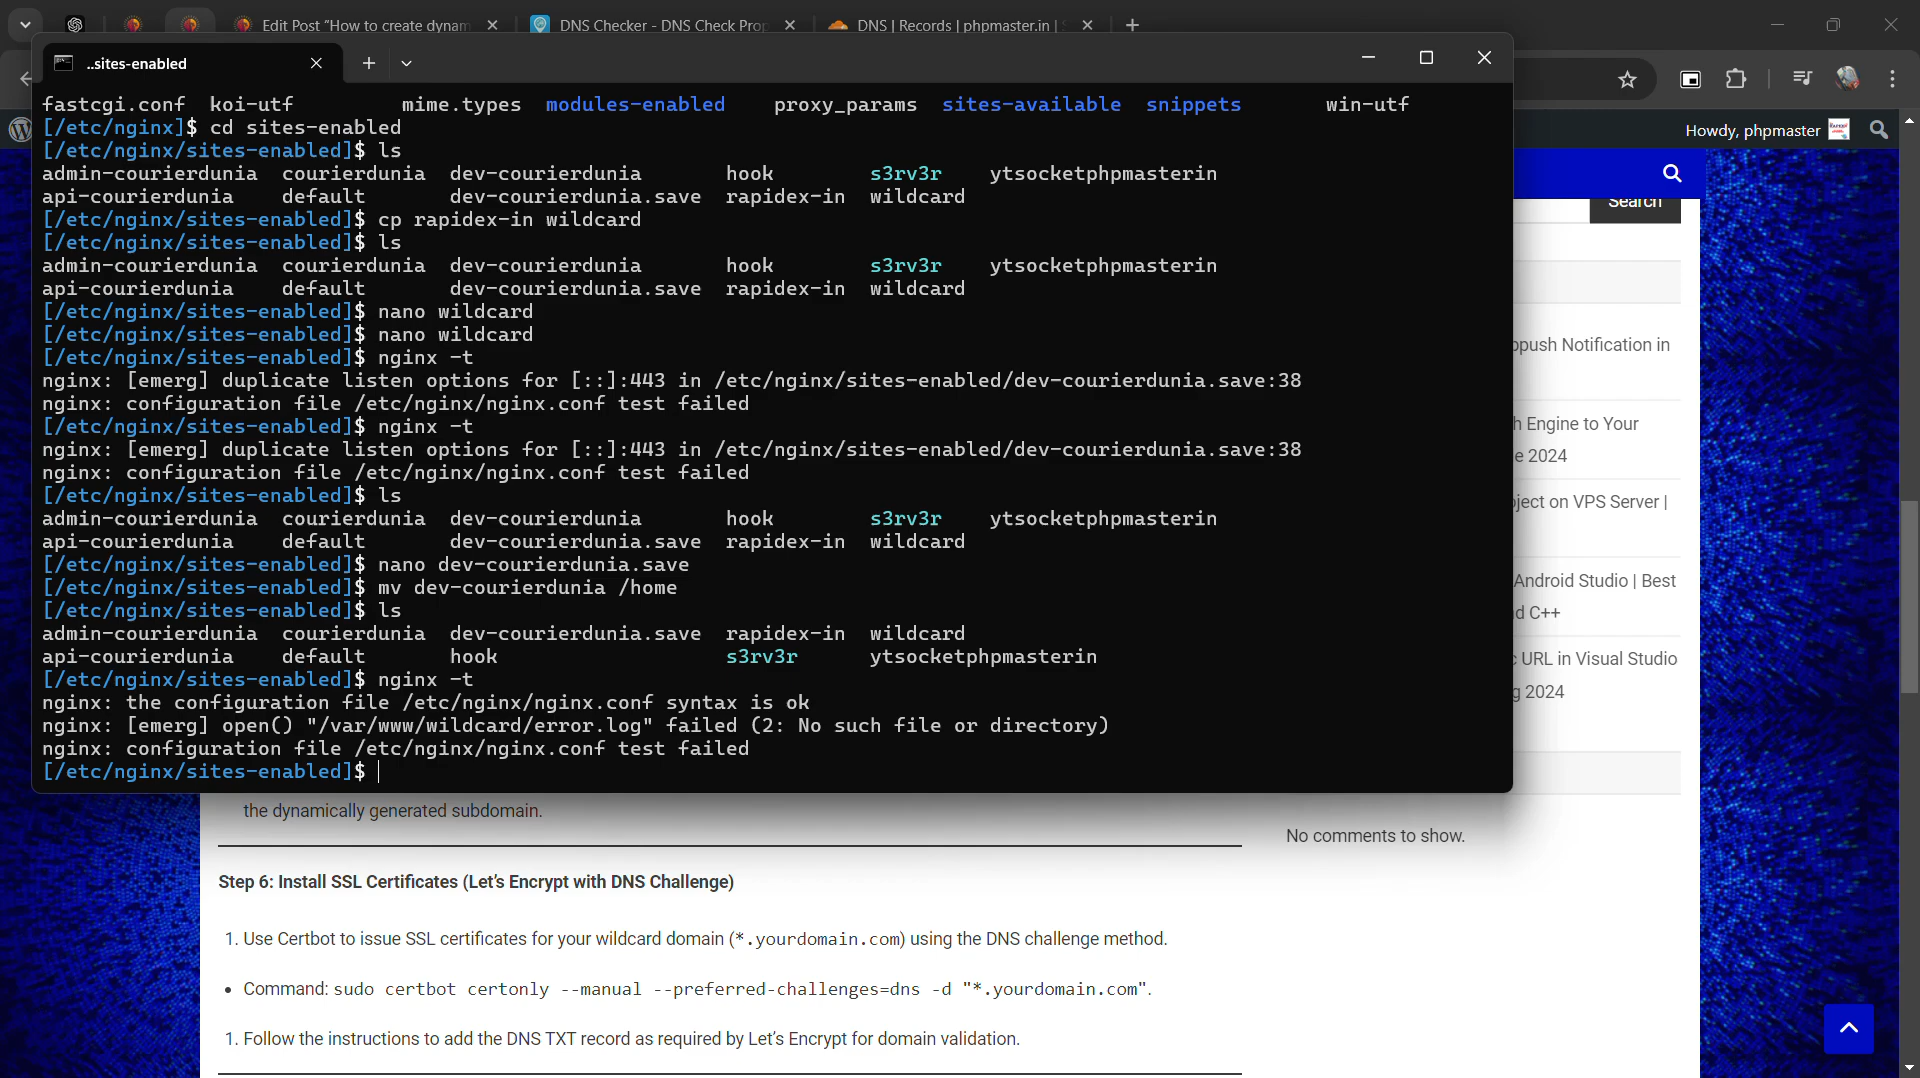 Edit Post "How to create dynam
DNS Checker - DNS Check Prop
DNS | Records | phpmaster.in |
..sites-enabled
fastcgi.conf  koi-utf         mime.types  modules-enabled    proxy_params  sites-available  snippets       win-utf
[/etc/nginx]$ cd sites-enabled
[/etc/nginx/sites-enabled]$ ls
admin-courierdunia  courierdunia  dev-courierdunia       hook        s3rv3r    ytsocketphpmasterin
api-courierdunia    default       dev-courierdunia.save  rapidex-in  wildcard
[/etc/nginx/sites-enabled]$ cp rapidex-in wildcard
[/etc/nginx/sites-enabled]$ ls
admin-courierdunia  courierdunia  dev-courierdunia       hook        s3rv3r    ytsocketphpmasterin
api-courierdunia    default       dev-courierdunia.save  rapidex-in  wildcard
[/etc/nginx/sites-enabled]$ nano wildcard
[/etc/nginx/sites-enabled]$ nano wildcard
[/etc/nginx/sites-enabled]$ nginx -t
nginx: [emerg] duplicate listen options for [::]:443 in /etc/nginx/sites-enabled/dev-courierdunia.save:38
nginx: configuration file /etc/nginx/nginx.conf test failed
[/etc/nginx/sites-enabled]$ nginx -t
nginx: [emerg] duplicate listen options for [::]:443 in /etc/nginx/sites-enabled/dev-courierdunia.save:38
nginx: configuration file /etc/nginx/nginx.conf test failed
[/etc/nginx/sites-enabled]$ ls
admin-courierdunia  courierdunia  dev-courierdunia       hook        s3rv3r    ytsocketphpmasterin
api-courierdunia    default       dev-courierdunia.save  rapidex-in  wildcard
[/etc/nginx/sites-enabled]$ nano dev-courierdunia.save
[/etc/nginx/sites-enabled]$ mv dev-courierdunia /home
[/etc/nginx/sites-enabled]$ ls
admin-courierdunia  courierdunia  dev-courierdunia.save  rapidex-in  wildcard
api-courierdunia    default       hook                   s3rv3r      ytsocketphpmasterin
[/etc/nginx/sites-enabled]$ nginx -t
nginx: the configuration file /etc/nginx/nginx.conf syntax is ok
nginx: [emerg] open() "/var/www/wildcard/error.log" failed (2: No such file or directory)
nginx: configuration file /etc/nginx/nginx.conf test failed
[/etc/nginx/sites-enabled]$
Howdy, phpmaster
Search
ppush Notification in
h Engine to Your
e 2024
ject on VPS Server |
Android Studio | Best
d C++
c URL in Visual Studio
g 2024
No comments to show.
the dynamically generated subdomain.
Step 6: Install SSL Certificates (Let's Encrypt with DNS Challenge)
1. Use Certbot to issue SSL certificates for your wildcard domain (*.yourdomain.com) using the DNS challenge method.
• Command: sudo certbot certonly --manual --preferred-challenges=dns -d "*.yourdomain.com".
1. Follow the instructions to add the DNS TXT record as required by Let's Encrypt for domain validation.